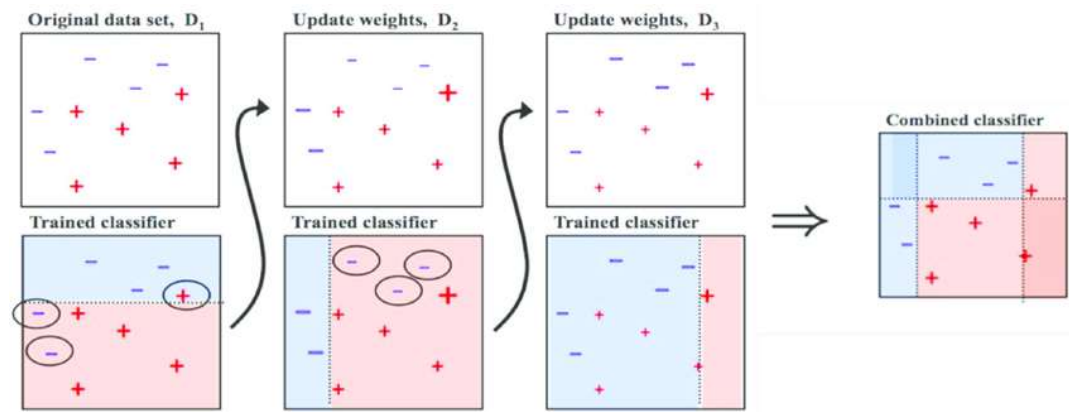 Original data set, D₁
Update weights, D₂
Update weights, D₃
Combined classifier
Trained classifier
Trained classifier
Trained classifier